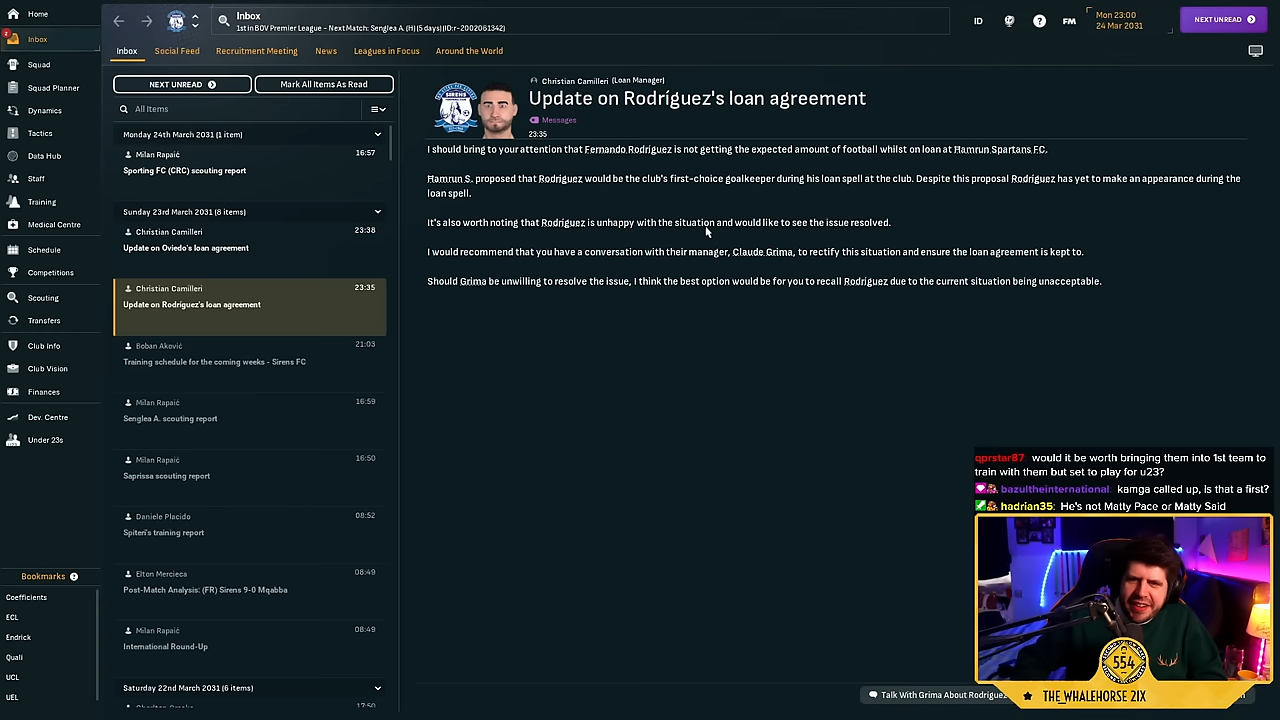 Home
2
Inbox
Squad
Squad Planner
Dynamics
Tactics
Data Hub
Staff
Training
Medical Centre
Schedule
Competitions
Scouting
Transfers
Club Info
Club Vision
Finances
Dev. Centre
Under 23s
Bookmarks
Coefficients
ECL
Endrick
Quali
UCL
UEL
Inbox
1st in BOV Premier League - Next Match: Senglea A. (H) (5 days) (ID:r-2002061342)
ID
?
FM
Mon 23:00
24 Mar 2031
NEXT UNREAD
Inbox
Social Feed
Recruitment Meeting
News
Leagues in Focus
Around the World
NEXT UNREAD
Mark All Items As Read
All Items
Monday 24th March 2031 (1 item)
Milan Rapaić 16:57
Sporting FC (CRC) scouting report
Sunday 23rd March 2031 (8 items)
Christian Camilleri 23:38
Update on Oviedo's loan agreement
Christian Camilleri 23:35
Update on Rodríguez's loan agreement
Boban Aković 21:03
Training schedule for the coming weeks - Sirens FC
Milan Rapaić 16:59
Senglea A. scouting report
Milan Rapaić 16:50
Saprissa scouting report
Daniele Placido 08:52
Spiteri's training report
Elton Mercieca 08:49
Post-Match Analysis: (FR) Sirens 9-0 Mqabba
Milan Rapaić 08:49
International Round-Up
Saturday 22nd March 2031 (6 items)
17:50
SIRENS
Christian Camilleri (Loan Manager)
Update on Rodríguez's loan agreement
Messages
23:35
I should bring to your attention that Fernando Rodríguez is not getting the expected amount of football whilst on loan at Ħamrun Spartans FC.
Ħamrun S. proposed that Rodríguez would be the club's first-choice goalkeeper during his loan spell at the club. Despite this proposal Rodríguez has yet to make an appearance during the
loan spell.
It's also worth noting that Rodríguez is unhappy with the situation and would like to see the issue resolved.
I would recommend that you have a conversation with their manager, Claude Grima, to rectify this situation and ensure the loan agreement is kept to.
Should Grima be unwilling to resolve the issue, I think the best option would be for you to recall Rodríguez due to the current situation being unacceptable.
qprstar87 would it be worth bringing them into 1st team to
train with them but set to play for u23?
bazultheinternational: kamga called up, Is that a first?
hadrian35: He's not Matty Pace or Matty Said
Talk With Grima About Rodríguez
554
THE_WHALEHORSE 21X